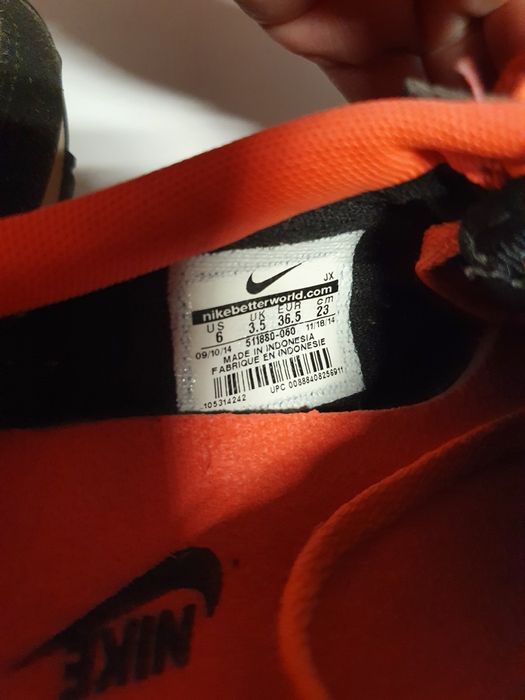 JX
nikebetterworld.com
US UK EUR cm
6 3.5 36.5 23
511880-060
09/10/14 11/18/14
MADE IN INDONESIA
FABRIQUE EN INDONESIE
105314242 UPC 00888408256911
NIKE